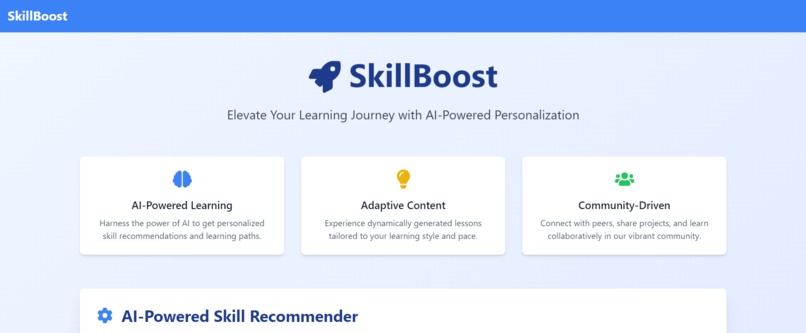 SkillBoost
SkillBoost
Elevate Your Learning Journey with AI-Powered Personalization
AI-Powered Learning
Harness the power of AI to get personalized
skill recommendations and learning paths.
Adaptive Content
Experience dynamically generated lessons
tailored to your learning style and pace.
Community-Driven
Connect with peers, share projects, and learn
collaboratively in our vibrant community.
AI-Powered Skill Recommender